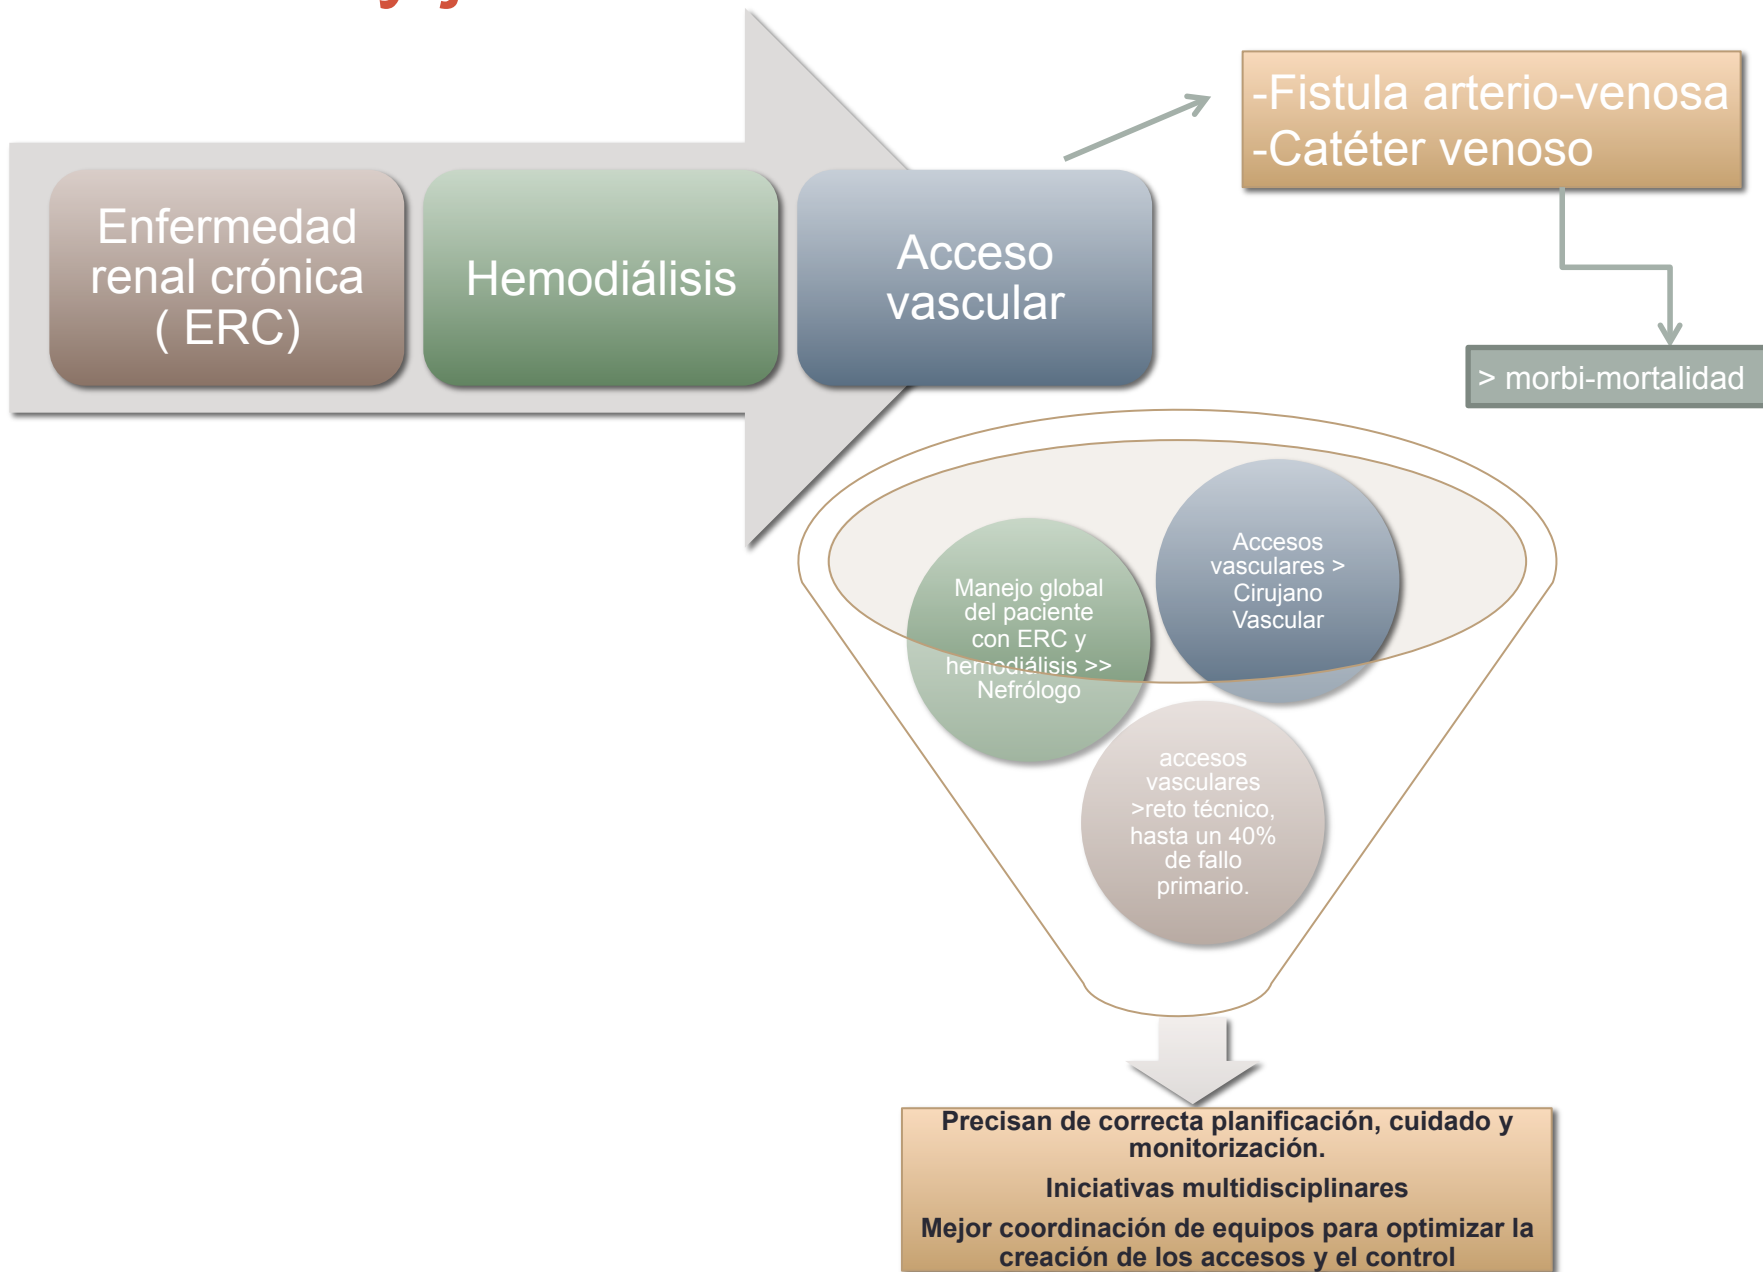 Enfermedad
renal crónica
( ERC)
Hemodiálisis
Acceso
vascular
-Fistula arterio-venosa
-Catéter venoso
> morbi-mortalidad
Manejo global
del paciente
con ERC y
hemodiálisis >>
Nefrólogo
Accesos
vasculares >
Cirujano
Vascular
accesos
vasculares
>reto técnico,
hasta un 40%
de fallo
primario.
Precisan de correcta planificación, cuidado y
monitorización.
Iniciativas multidisciplinares
Mejor coordinación de equipos para optimizar la
creación de los accesos y el control